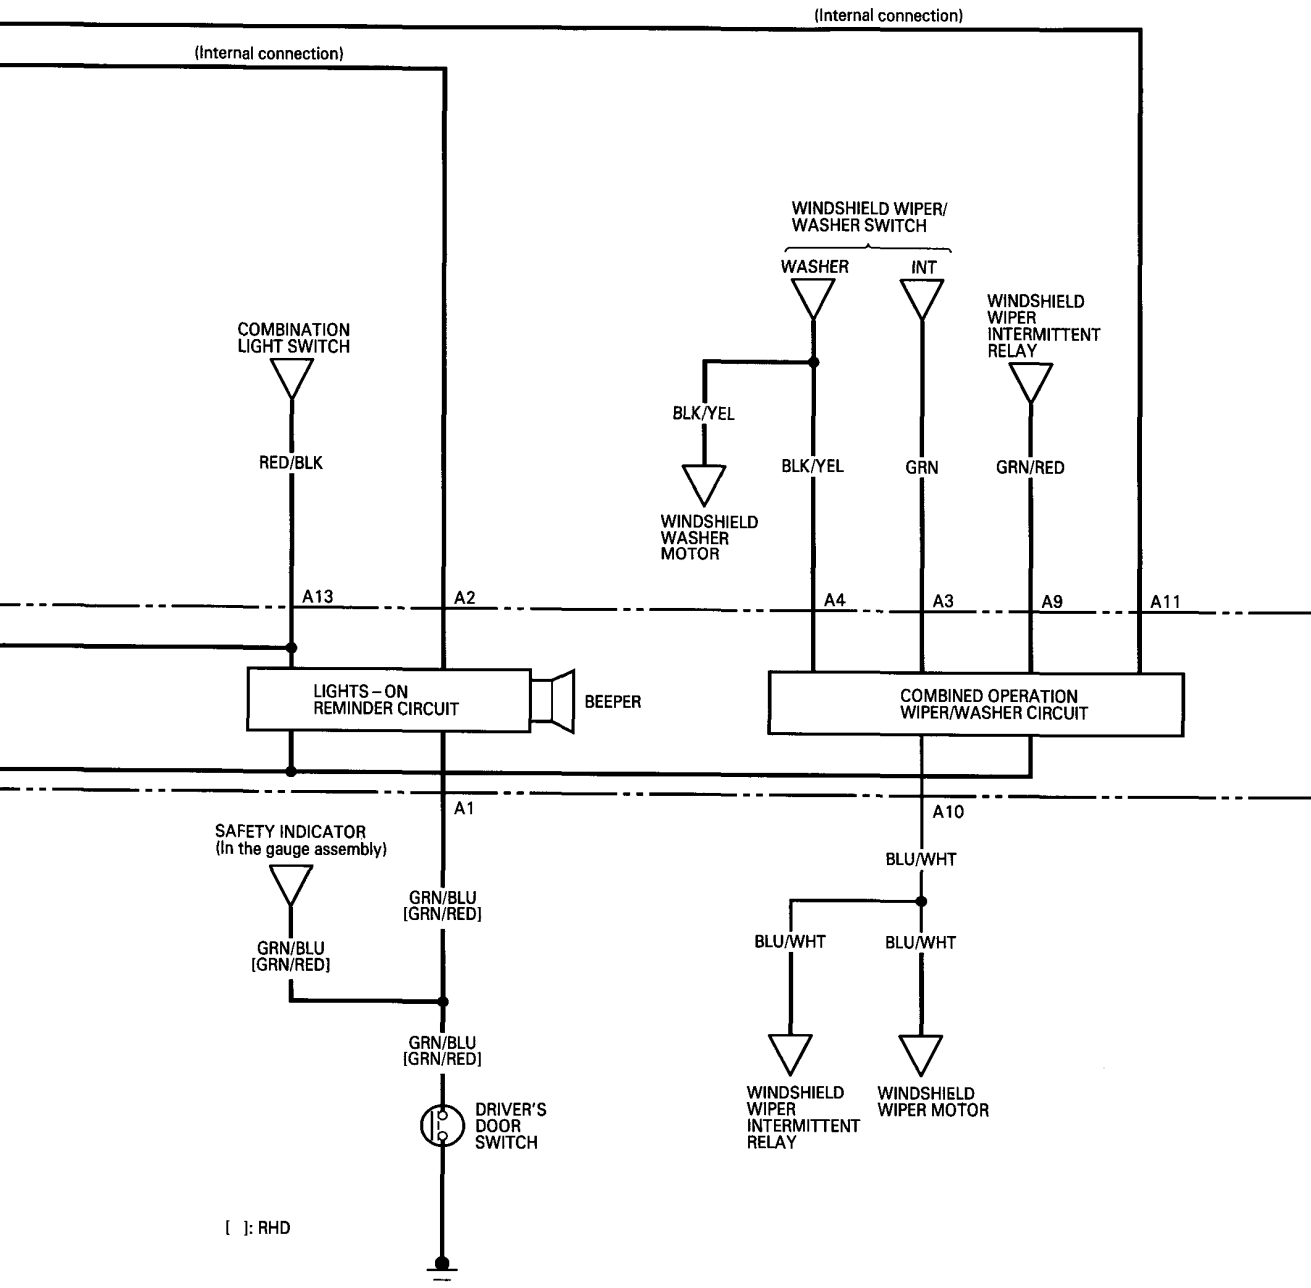 (Internal connection)
(Internal connection)
WINDSHIELD WIPER/
WASHER SWITCH
WASHER
INT
WINDSHIELD
WIPER
INTERMITTENT
RELAY
COMBINATION
LIGHT SWITCH
BLK/YEL
RED/BLK
BLK/YEL
GRN
GRN/RED
WINDSHIELD
WASHER
MOTOR
A13
A2
A4
A3
A9
A11
LIGHTS-ON
REMINDER CIRCUIT
BEEPER
COMBINED OPERATION
WIPER/WASHER CIRCUIT
A1
A10
SAFETY INDICATOR
(In the gauge assembly)
BLU/WHT
GRN/BLU
[GRN/RED]
GRN/BLU
[GRN/RED]
BLU/WHT
BLU/WHT
GRN/BLU
[GRN/RED]
WINDSHIELD
WIPER
INTERMITTENT
RELAY
WINDSHIELD
WIPER MOTOR
DRIVER'S
DOOR
SWITCH
[ ]: RHD